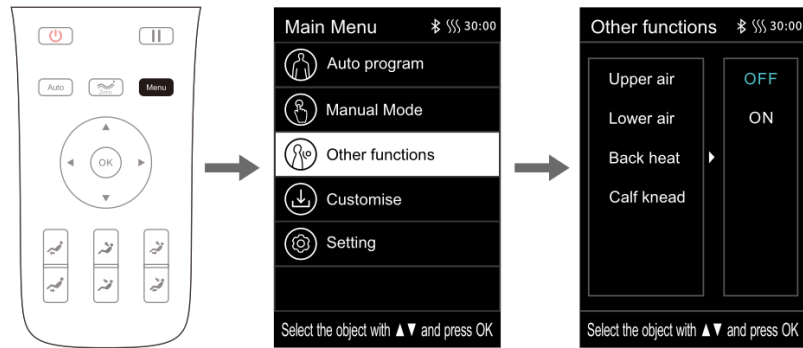 Auto
Zero
Menu
OK
Main Menu 30:00
Auto program
Manual Mode
Other functions
Customise
Setting
Select the object with ▲▼ and press OK
Other functions 30:00
Upper air OFF
Lower air ON
Back heat
Calf knead
Select the object with ▲▼ and press OK